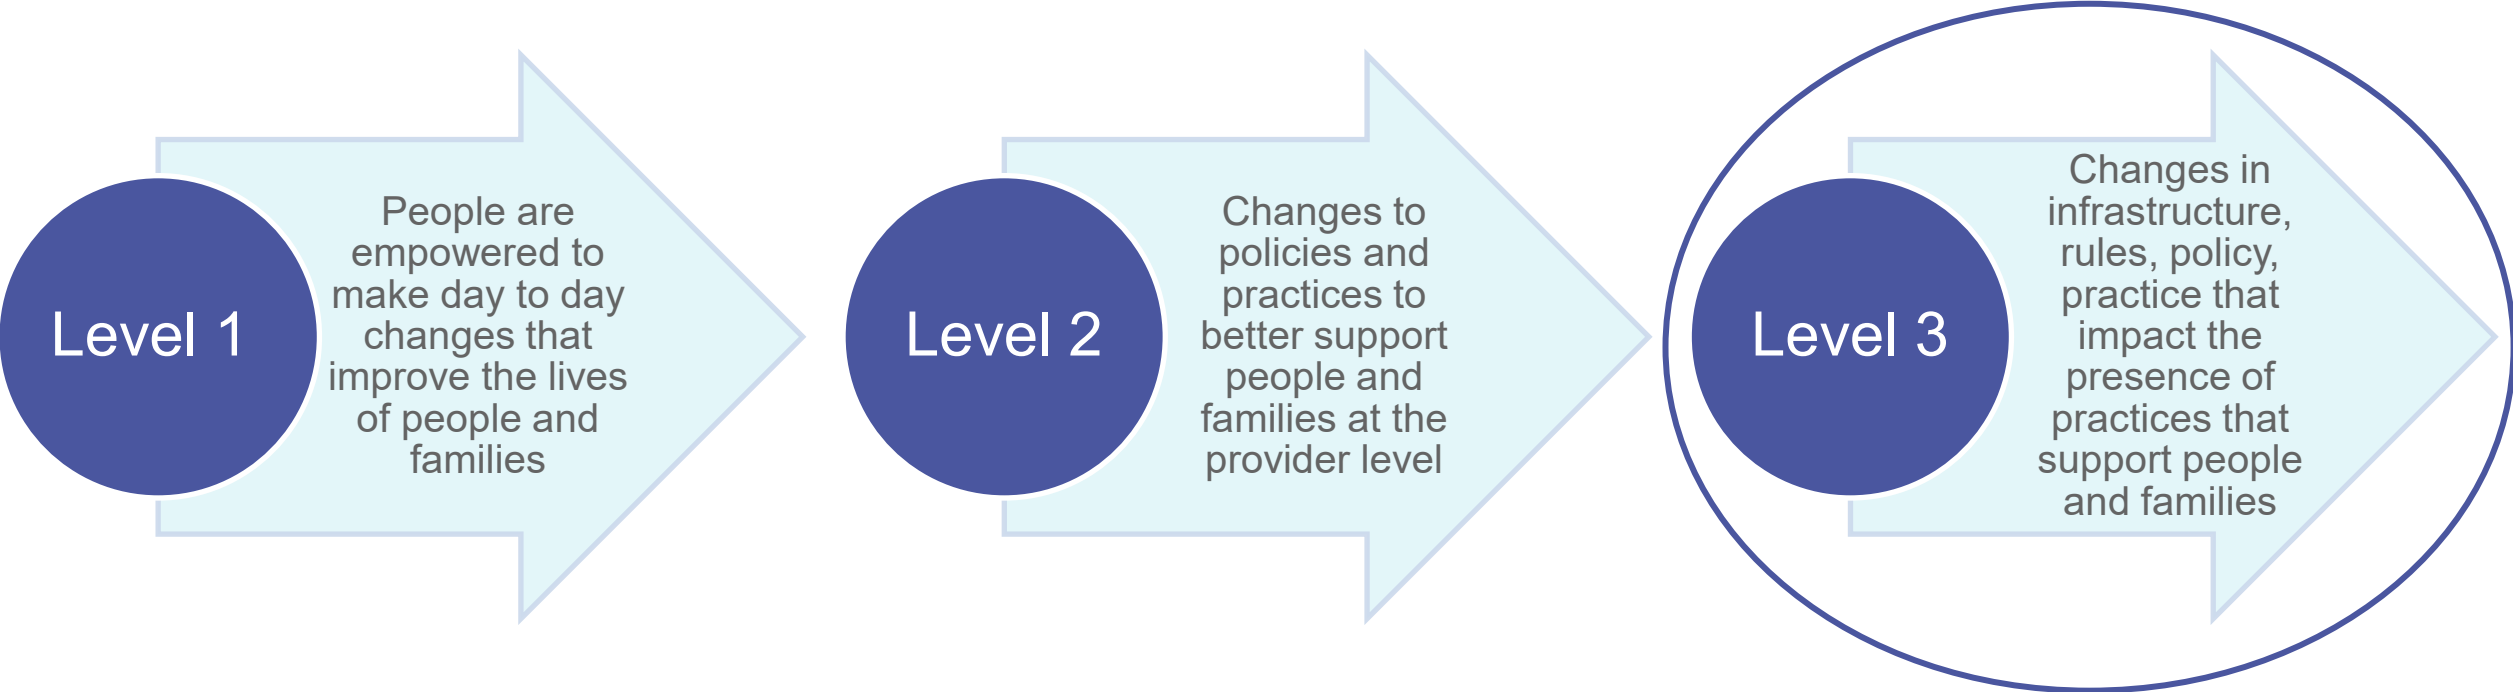 Level 1
People are
empowered to
make day to day
changes that
improve the lives
of people and
families
Level 2
Changes to
policies and
practices to
better support
people and
families at the
provider level
Level 3
Changes in
infrastructure,
rules, policy,
practice that
impact the
presence of
practices that
support people
and families